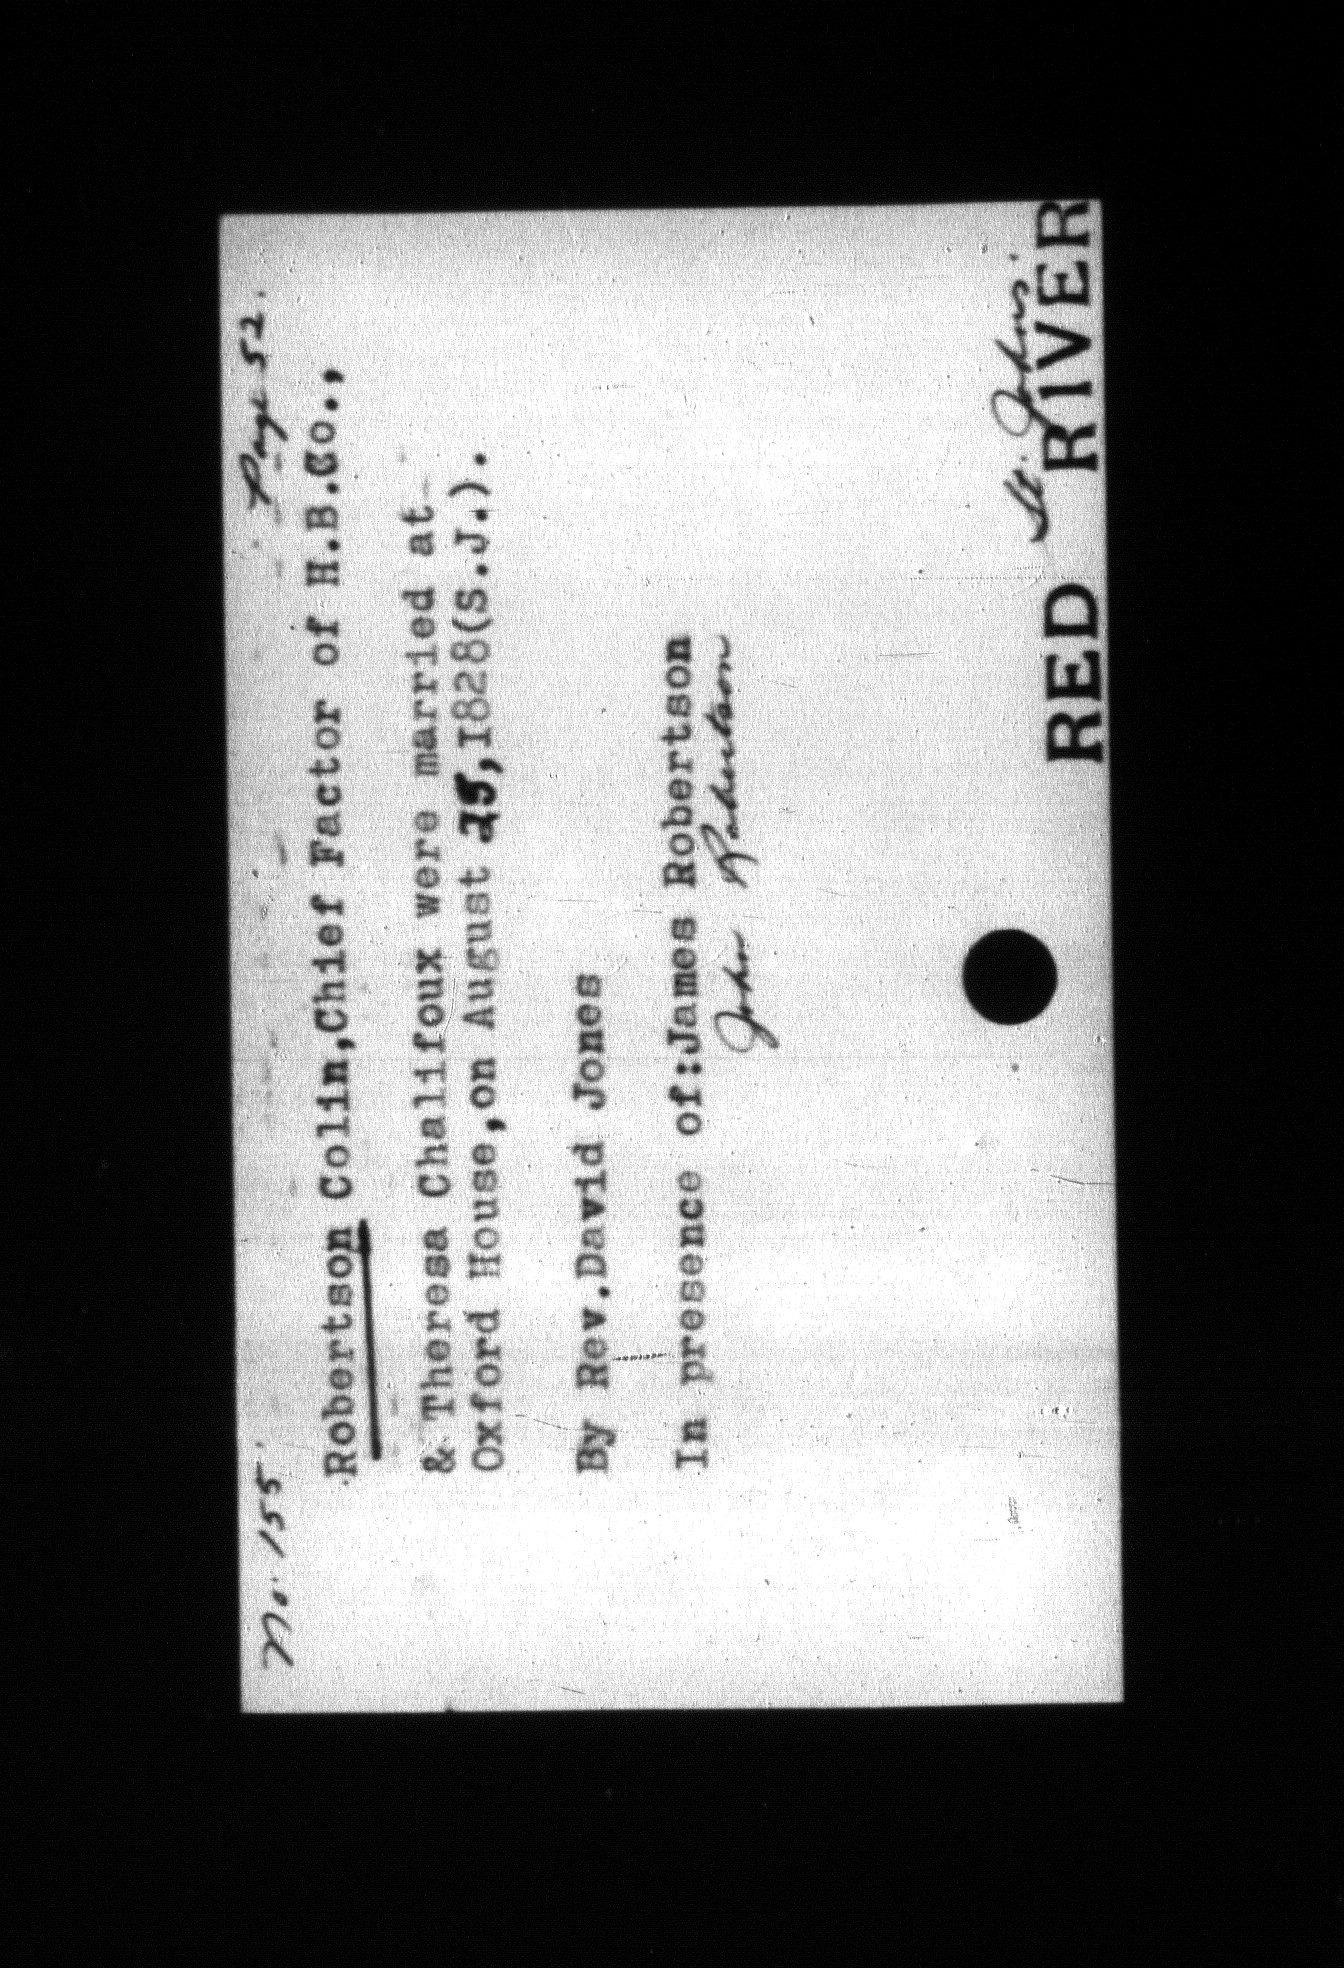 No. 155. Page 52.
Robertson Colin,Chief Factor of H.B.Co.,
& Theresa Chalifoux were married at
Oxford House,on August 25,1828(S.J.).
By Rev.David Jones
In presence of:James Robertson
John Robertson
St. Johns.
RED RIVER